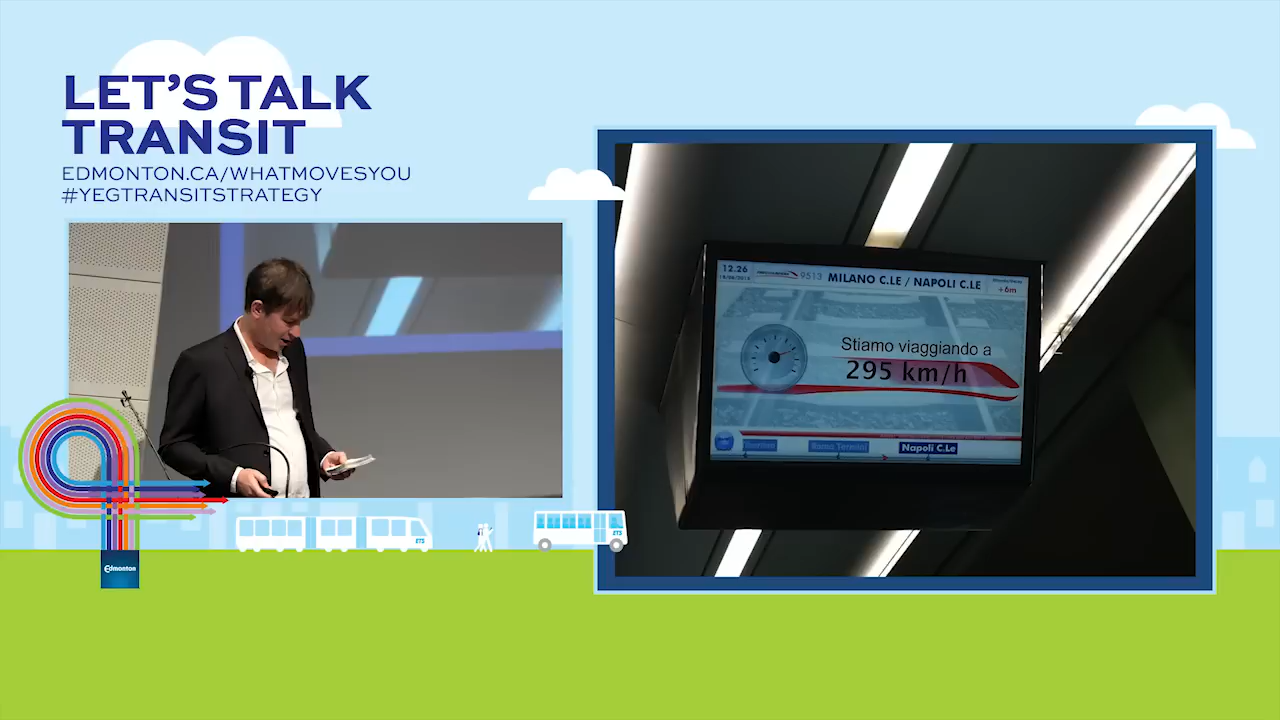 LET'S TALK
TRANSIT
EDMONTON.CA/WHATMOVESYOU
#YEGTRANSITSTRATEGY
12.26
9513
MILANO C.LE / NAPOLI C.LE
+6m
Stiamo viaggiando a
295 km/h
Roma Termini
Napoli C.Le
ETS
ETS
Edmonton